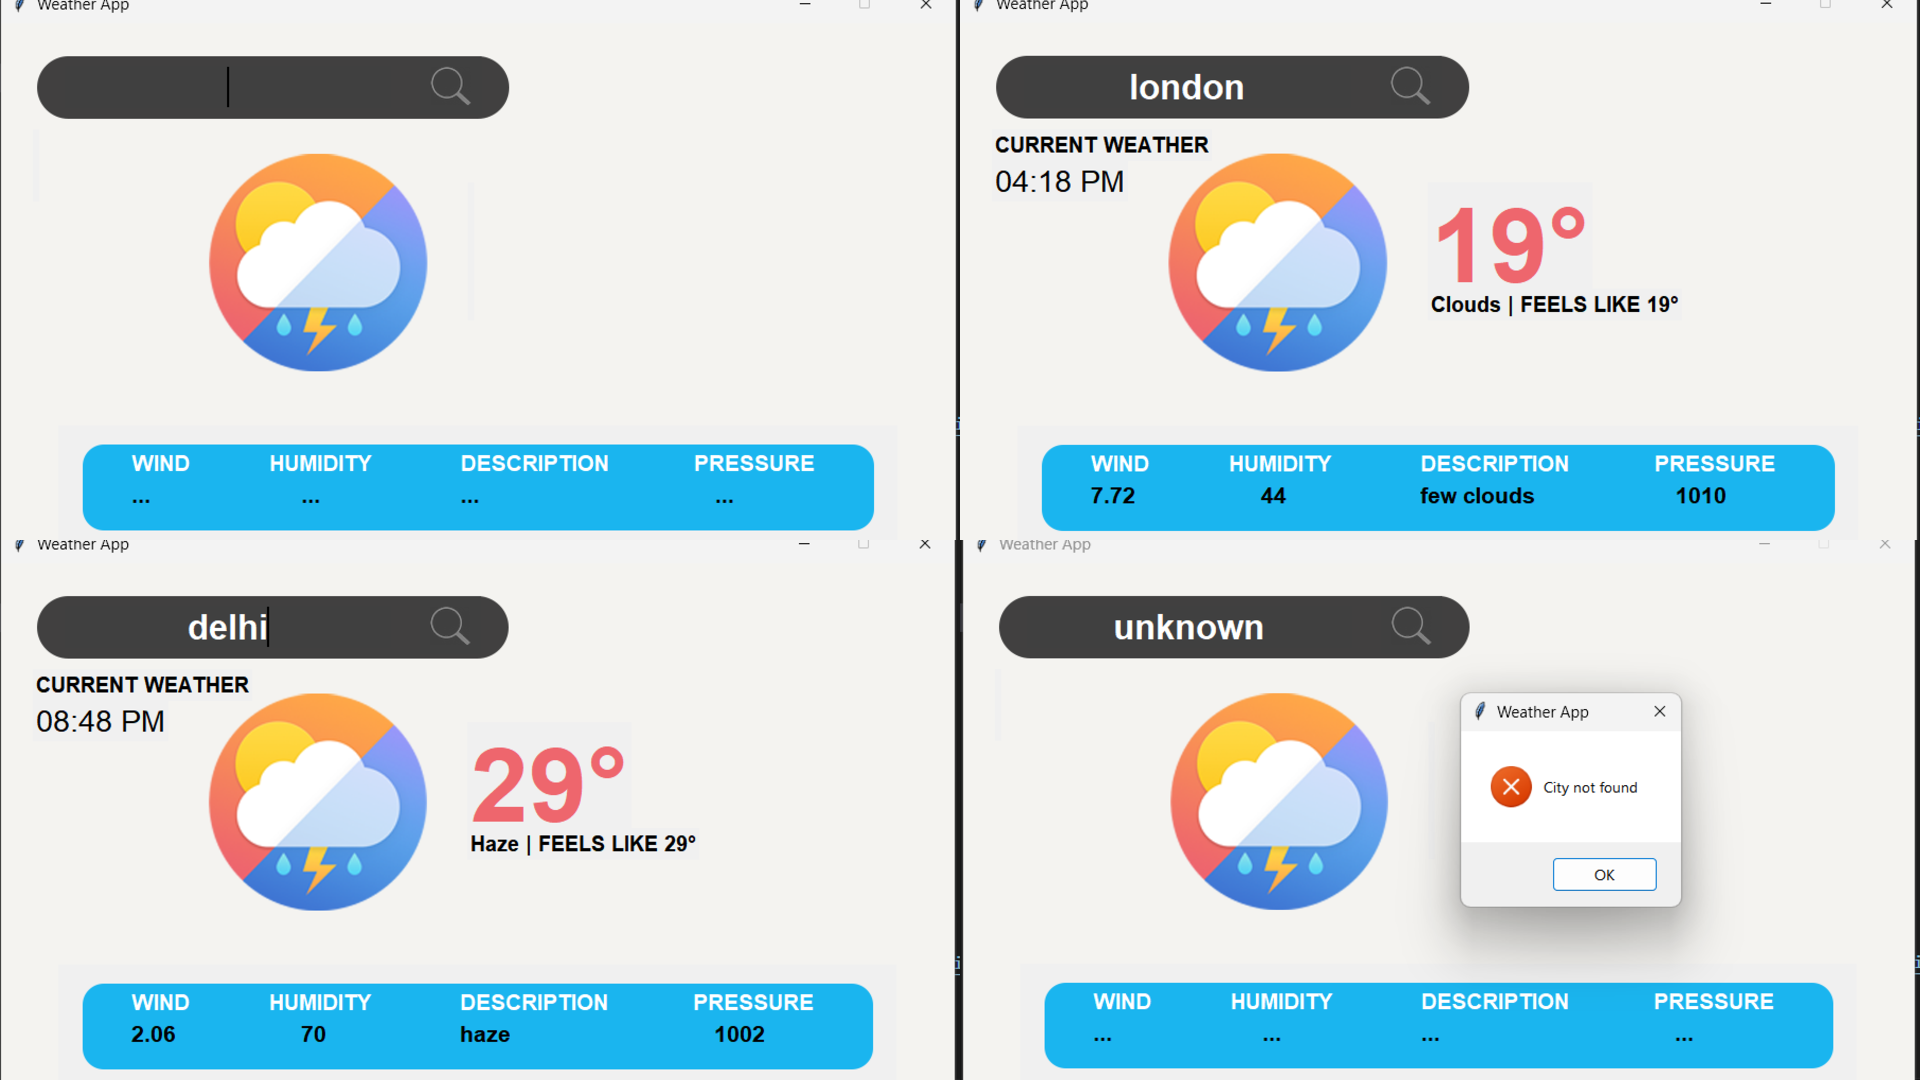 Weather App
WIND HUMIDITY DESCRIPTION PRESSURE
... ... ... ...
Weather App
london
CURRENT WEATHER
04:18 PM
19°
Clouds | FEELS LIKE 19°
WIND HUMIDITY DESCRIPTION PRESSURE
7.72 44 few clouds 1010
Weather App
delhi
CURRENT WEATHER
08:48 PM
29°
Haze | FEELS LIKE 29°
WIND HUMIDITY DESCRIPTION PRESSURE
2.06 70 haze 1002
Weather App
unknown
Weather App
City not found
OK
WIND HUMIDITY DESCRIPTION PRESSURE
... ... ... ...